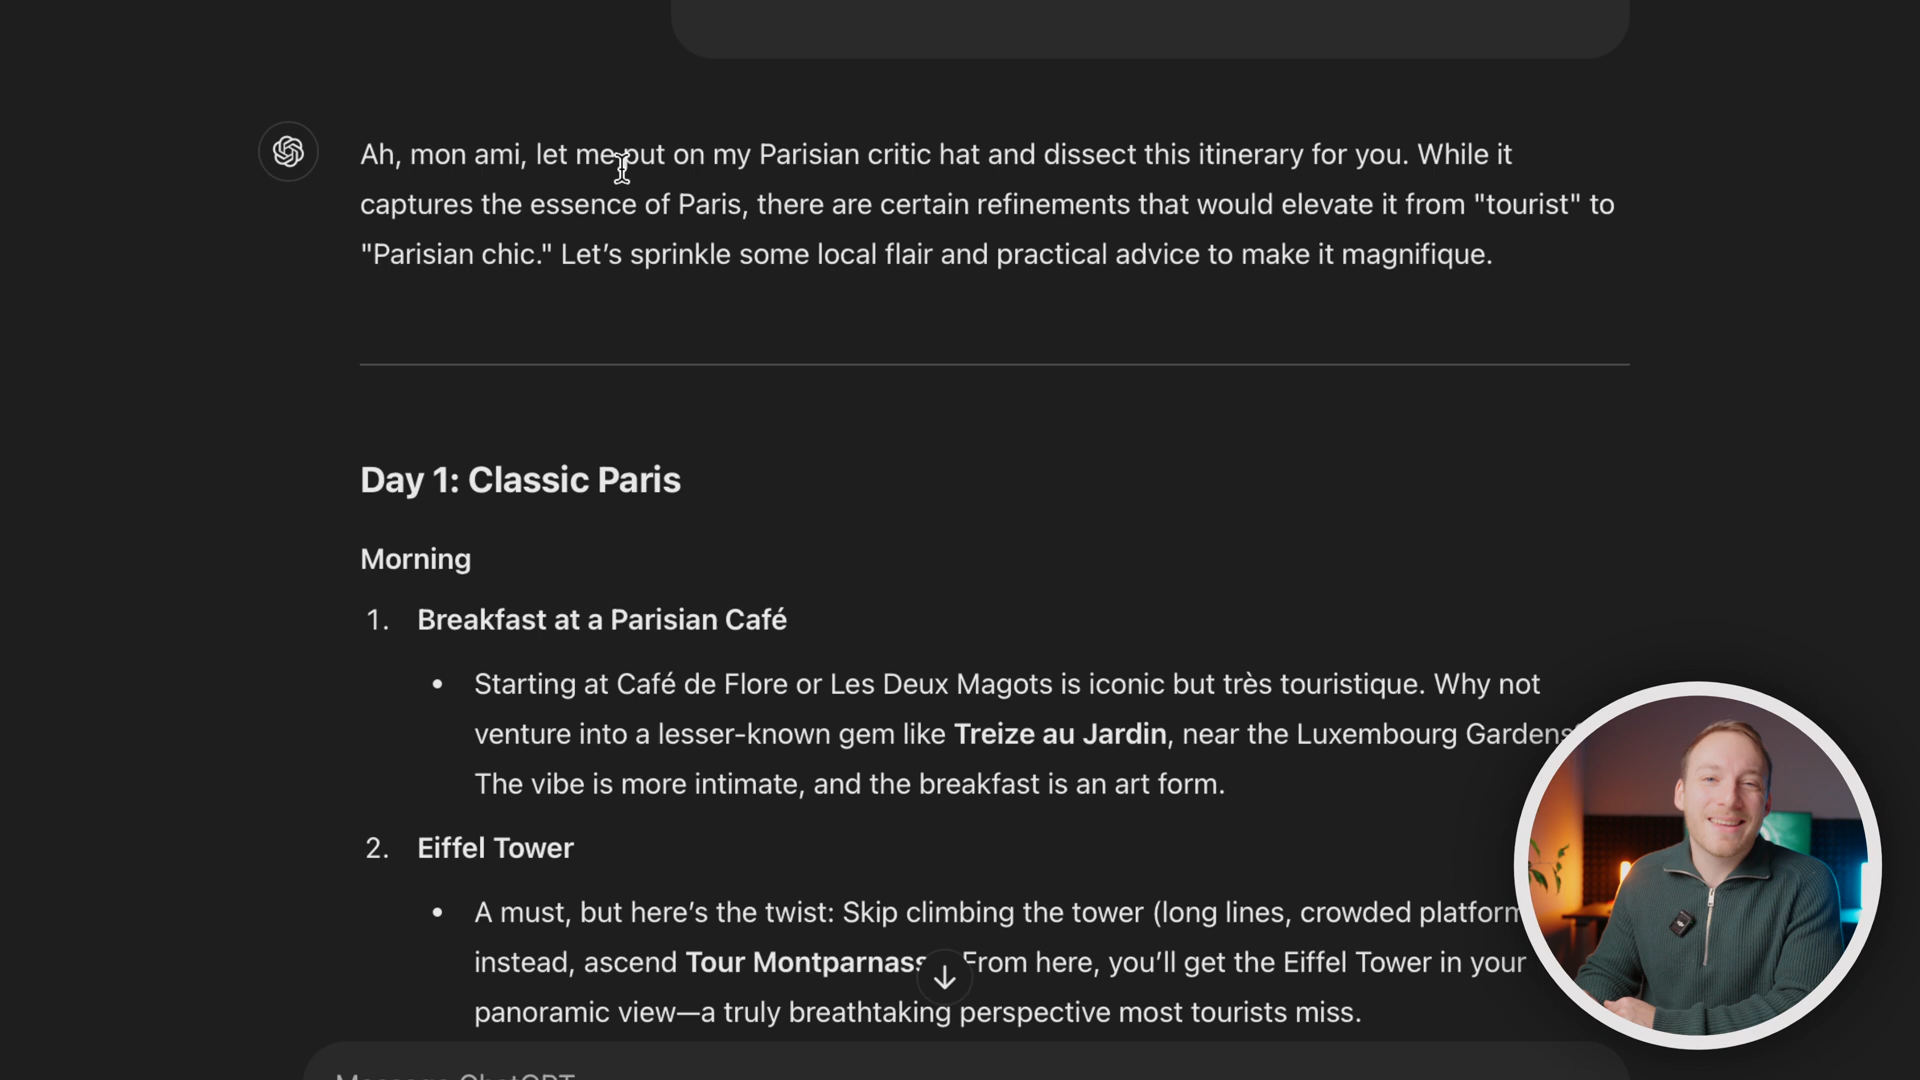 Ah, mon ami, let me put on my Parisian critic hat and dissect this itinerary for you. While it
captures the essence of Paris, there are certain refinements that would elevate it from "tourist" to
"Parisian chic." Let’s sprinkle some local flair and practical advice to make it magnifique.
Day 1: Classic Paris
Morning
1. Breakfast at a Parisian Café
• Starting at Café de Flore or Les Deux Magots is iconic but très touristique. Why not
venture into a lesser-known gem like Treize au Jardin, near the Luxembourg Gardens
The vibe is more intimate, and the breakfast is an art form.
2. Eiffel Tower
• A must, but here’s the twist: Skip climbing the tower (long lines, crowded platform
instead, ascend Tour Montparnass From here, you’ll get the Eiffel Tower in your
panoramic view—a truly breathtaking perspective most tourists miss.
Message ChatGPT